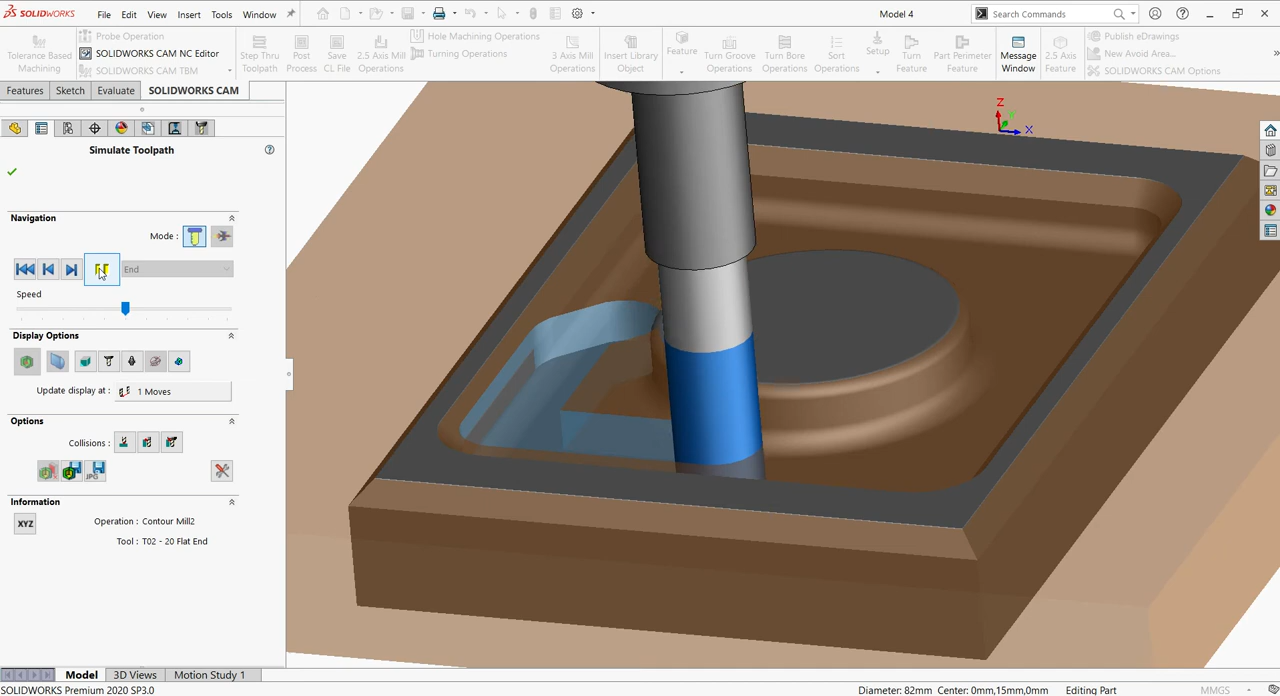 SOLIDWORKS File Edit View Insert Tools Window Model 4 Search Commands
Tolerance Based Machining
Probe Operation
SOLIDWORKS CAM NC Editor
SOLIDWORKS CAM TBM
Step Thru Toolpath
Post Process
Save CL File
2.5 Axis Mill Operations
Hole Machining Operations
Turning Operations
3 Axis Mill Operations
Insert Library Object
Feature
Turn Groove Operations
Turn Bore Operations
Sort Operations
Setup
Turn Feature
Part Perimeter Feature
Message Window
2.5 Axis Feature
Publish eDrawings
New Avoid Area...
SOLIDWORKS CAM Options
Features Sketch Evaluate SOLIDWORKS CAM
Simulate Toolpath
Navigation
Mode :
End
Speed
Display Options
Update display at : 1 Moves
Options
Collisions :
JPG
Information
XYZ
Operation : Contour Mill2
Tool : T02 - 20 Flat End
Z
Y
X
Model 3D Views Motion Study 1
SOLIDWORKS Premium 2020 SP3.0 Diameter: 82mm Center: 0mm,15mm,0mm Editing Part MMGS